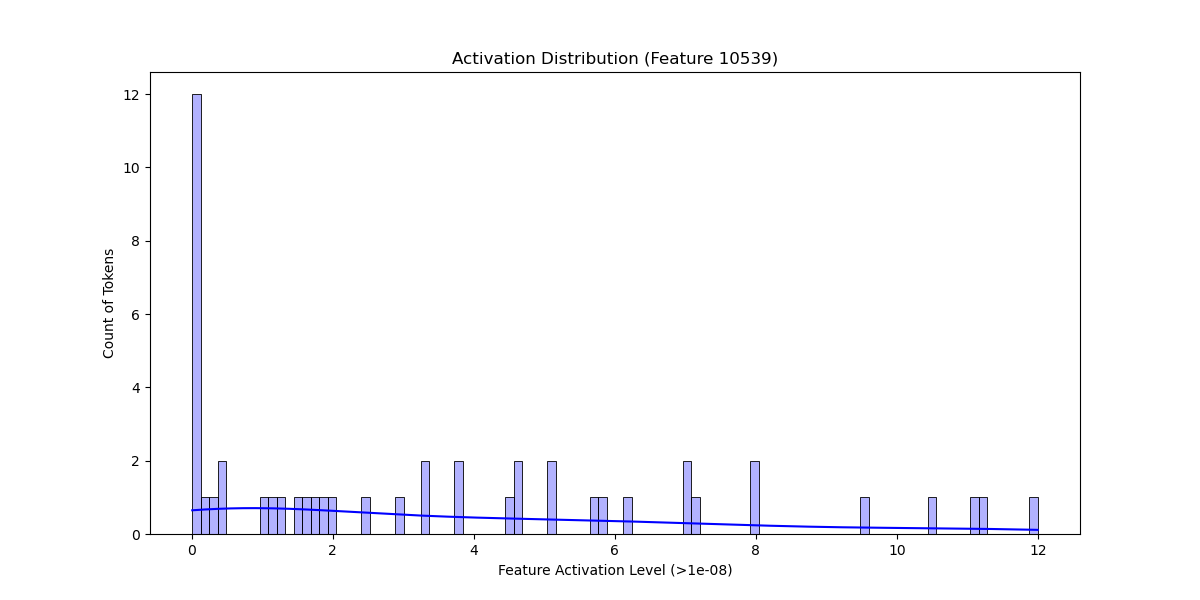 Activation Distribution (Feature 10539)
12
10
8
6
4
2
0
Count of Tokens
0 2 4 6 8 10 12
Feature Activation Level (>1e-08)